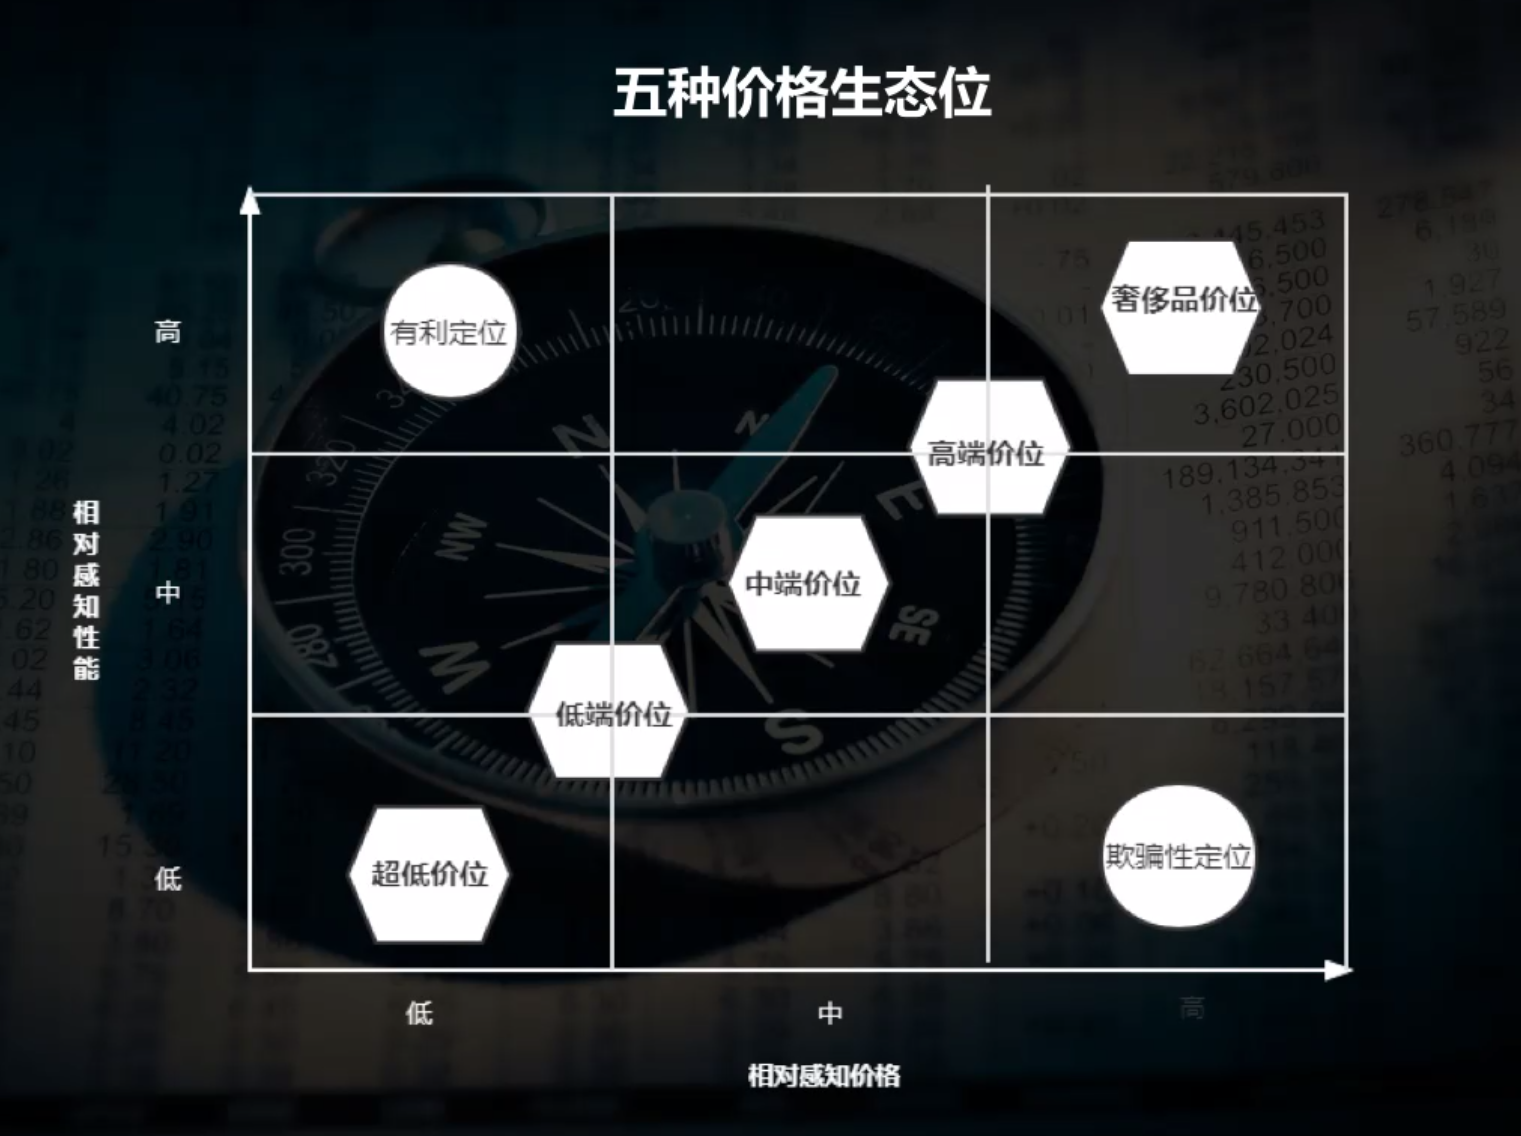 五种价格生态位
有利定位
奢侈品价位
高
高端价位
相对感知性能
中
中端价位
低端价位
低
超低价位
欺骗性定位
低
中
高
相对感知价格